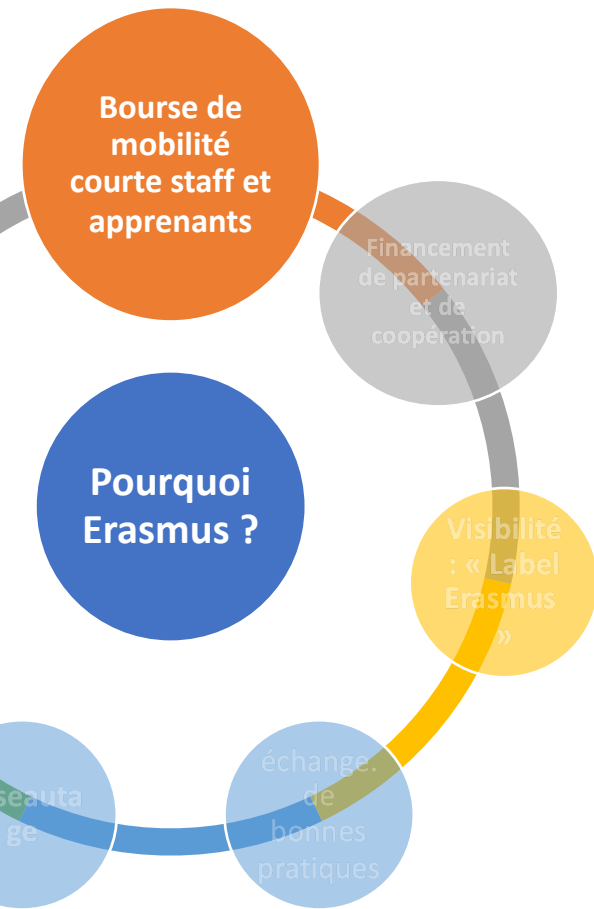 Bourse de
mobilité
courte staff et
apprenants
Financement
de partenariat
et de
coopération
Pourquoi
Erasmus ?
Visibilité
: « Label
Erasmus
»
échange.
de
bonnes
pratiques
seauta
ge